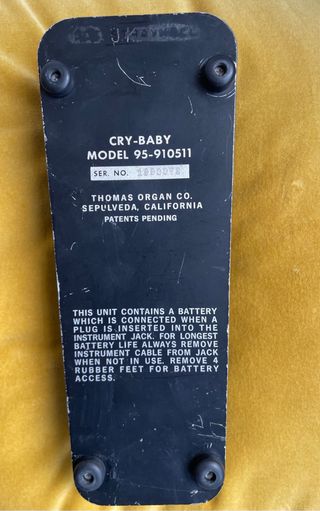 CRY-BABY
MODEL 95-910511
SER. NO.
THOMAS ORGAN CO.
SEPULVEDA, CALIFORNIA
PATENTS PENDING
THIS UNIT CONTAINS A BATTERY
WHICH IS CONNECTED WHEN A
PLUG IS INSERTED INTO THE
INSTRUMENT JACK. FOR LONGEST
BATTERY LIFE ALWAYS REMOVE
INSTRUMENT CABLE FROM JACK
WHEN NOT IN USE. REMOVE 4
RUBBER FEET FOR BATTERY
ACCESS.